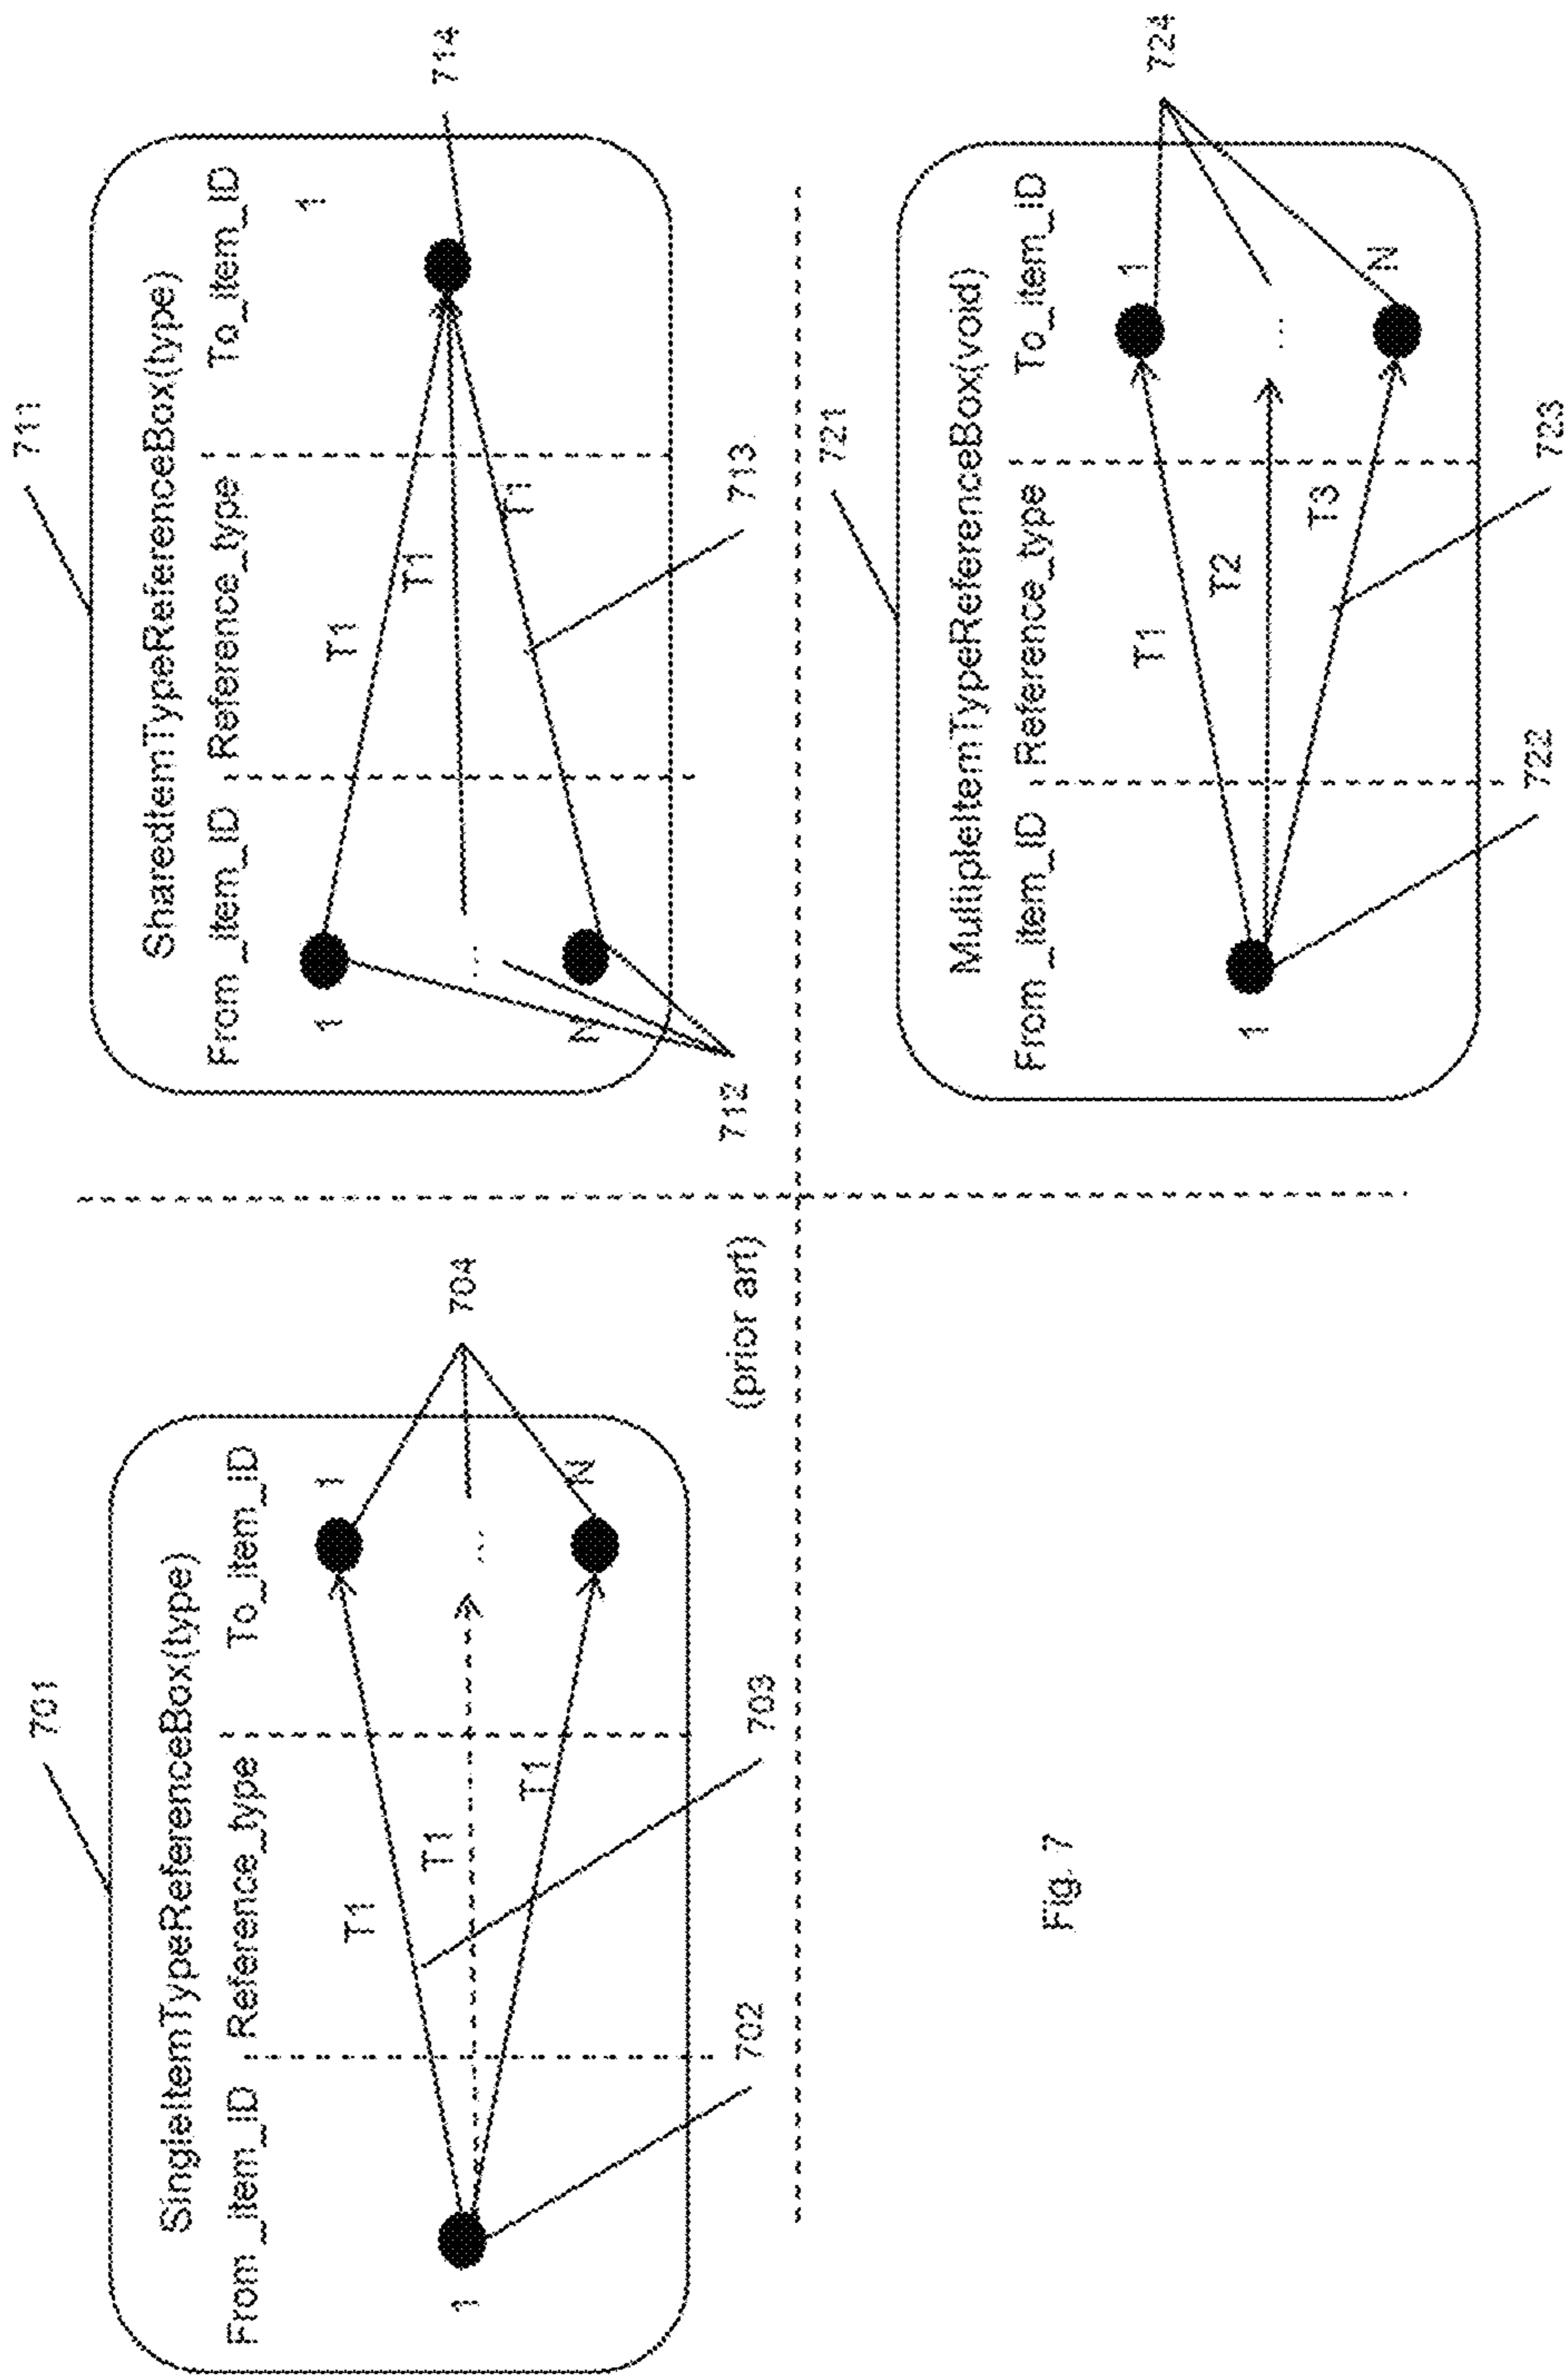 701
SingleItemTypeReferenceBox(type)
From_Item_ID
Reference_type
To_Item_ID
T1
1
T1
704
1
...
T1
N
702
703
(prior art)
711
SharedItemTypeReferenceBox(type)
From_Item_ID
Reference_type
To_Item_ID
1
T1
1
T1
714
...
T1
N
712
713
721
MultipleItemTypeReferenceBox(void)
From_Item_ID
Reference_type
To_Item_ID
T1
1
724
1
T2
...
T3
N
722
723
Fig. 7